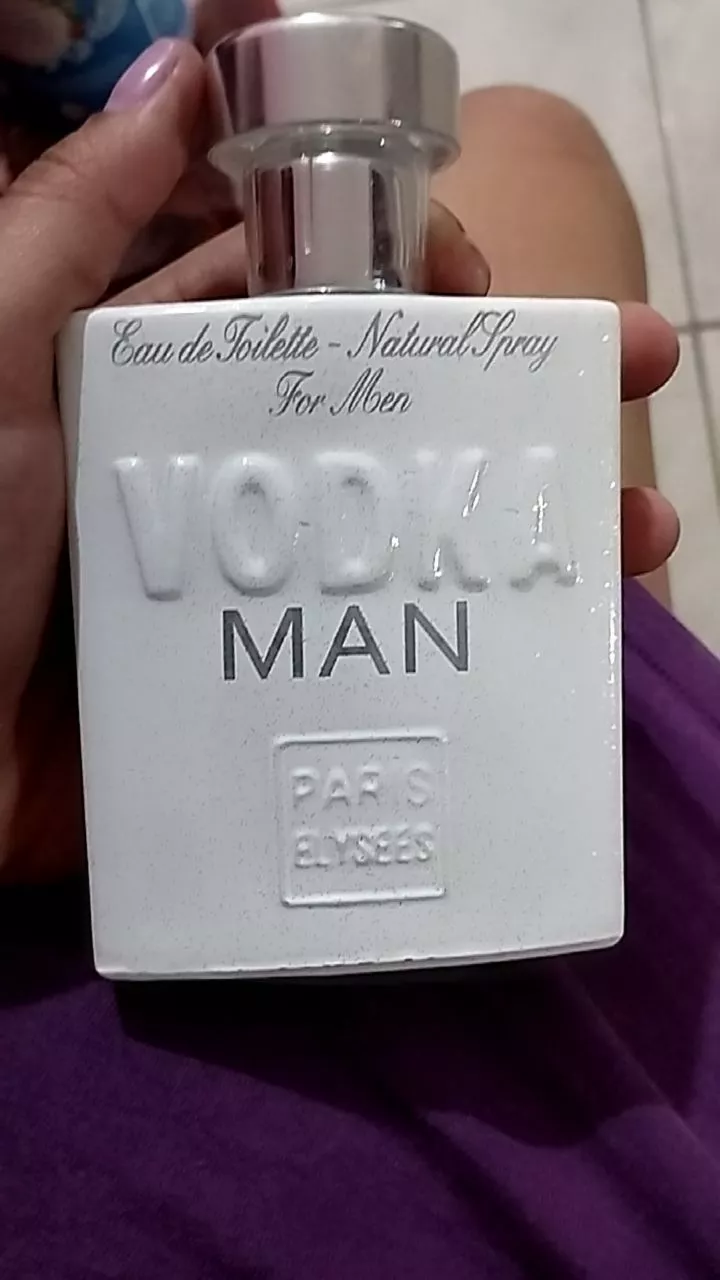 Eau de Toilette - Natural Spray
For Men
VODKA
MAN
PARIS
ELYSEES